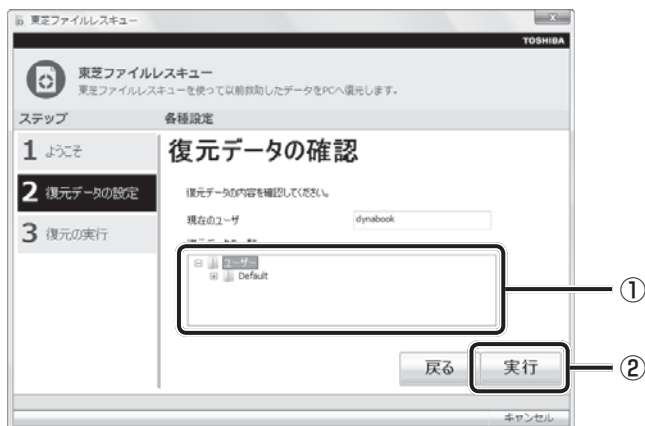 東芝ファイルレスキュー
TOSHIBA
東芝ファイルレスキュー
東芝ファイルレスキューを使って以前救助したデータをPCへ復元します。
ステップ 各種設定
1 ようこそ
2 復元データの設定
3 復元の実行
復元データの確認
復元データの内容を確認してください。
現在のユーザ dynabook
ユーザー
Default
①
戻る 実行 ②
キャンセル